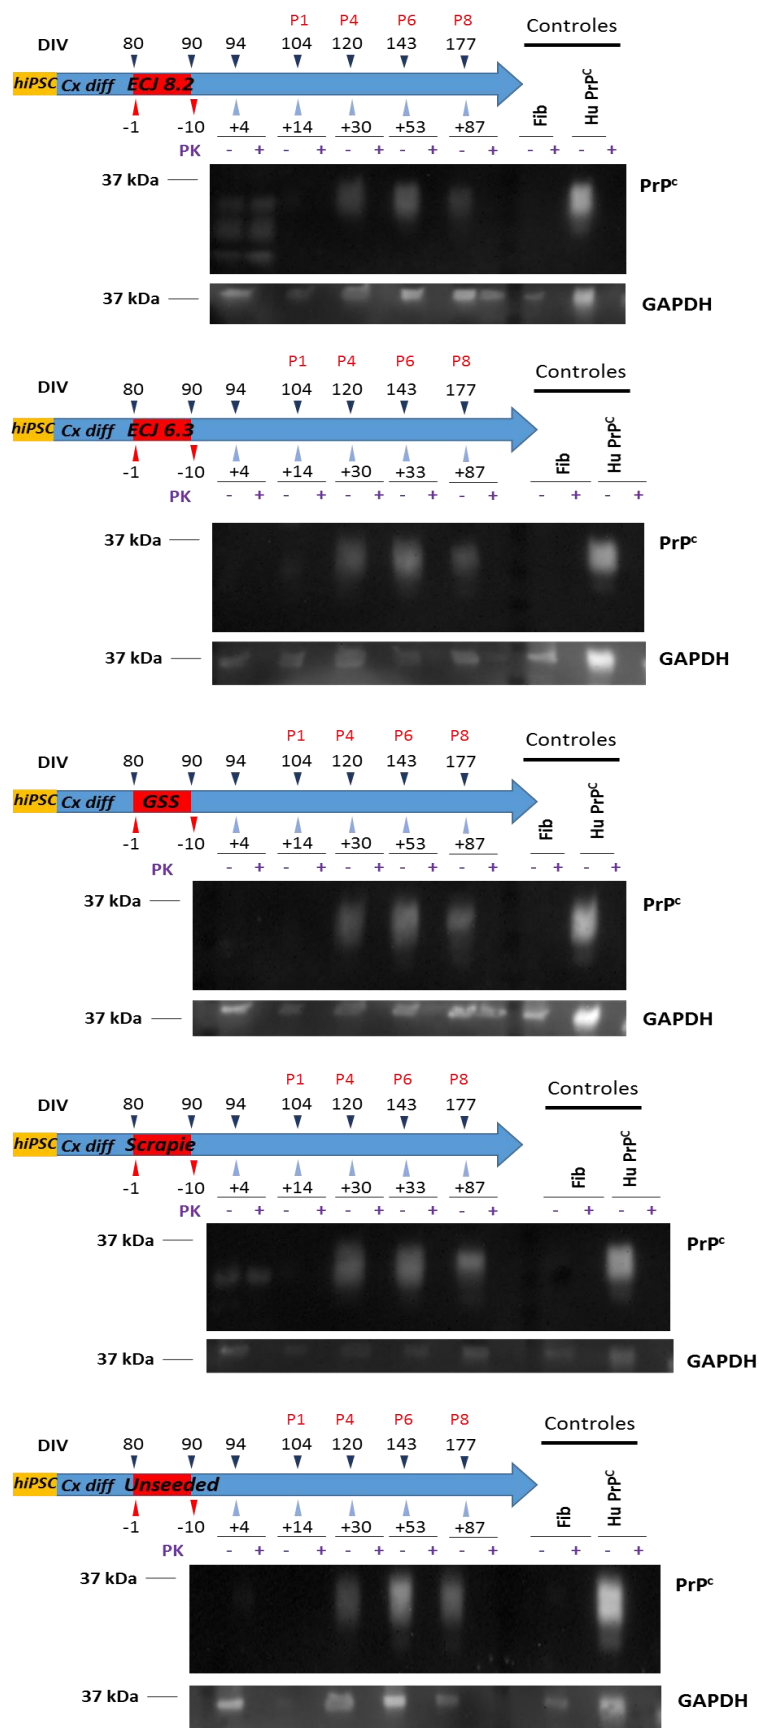 P1 P4 P6 P8 Controles
DIV 80 90 94 104 120 143 177
hiPSC Cx diff ECJ 8.2
-1 -10 +4 +14 +30 +53 +87 Fib Hu PrPᶜ
PK - + - + - + - + - + - + - +
37 kDa PrPᶜ
37 kDa GAPDH
P1 P4 P6 P8 Controles
DIV 80 90 94 104 120 143 177
hiPSC Cx diff ECJ 6.3
-1 -10 +4 +14 +30 +33 +87 Fib Hu PrPᶜ
PK - + - + - + - + - + - + - +
37 kDa PrPᶜ
37 kDa GAPDH
P1 P4 P6 P8 Controles
DIV 80 90 94 104 120 143 177
hiPSC Cx diff GSS
-1 -10 +4 +14 +30 +53 +87 Fib Hu PrPᶜ
PK - + - + - + - + - + - + - +
37 kDa PrPᶜ
37 kDa GAPDH
P1 P4 P6 P8 Controles
DIV 80 90 94 104 120 143 177
hiPSC Cx diff Scrapie
-1 -10 +4 +14 +30 +33 +87 Fib Hu PrPᶜ
PK - + - + - + - + - + - + - +
37 kDa PrPᶜ
37 kDa GAPDH
P1 P4 P6 P8 Controles
DIV 80 90 94 104 120 143 177
hiPSC Cx diff Unseeded
-1 -10 +4 +14 +30 +53 +87 Fib Hu PrPᶜ
PK - + - + - + - + - + - + - +
37 kDa PrPᶜ
37 kDa GAPDH